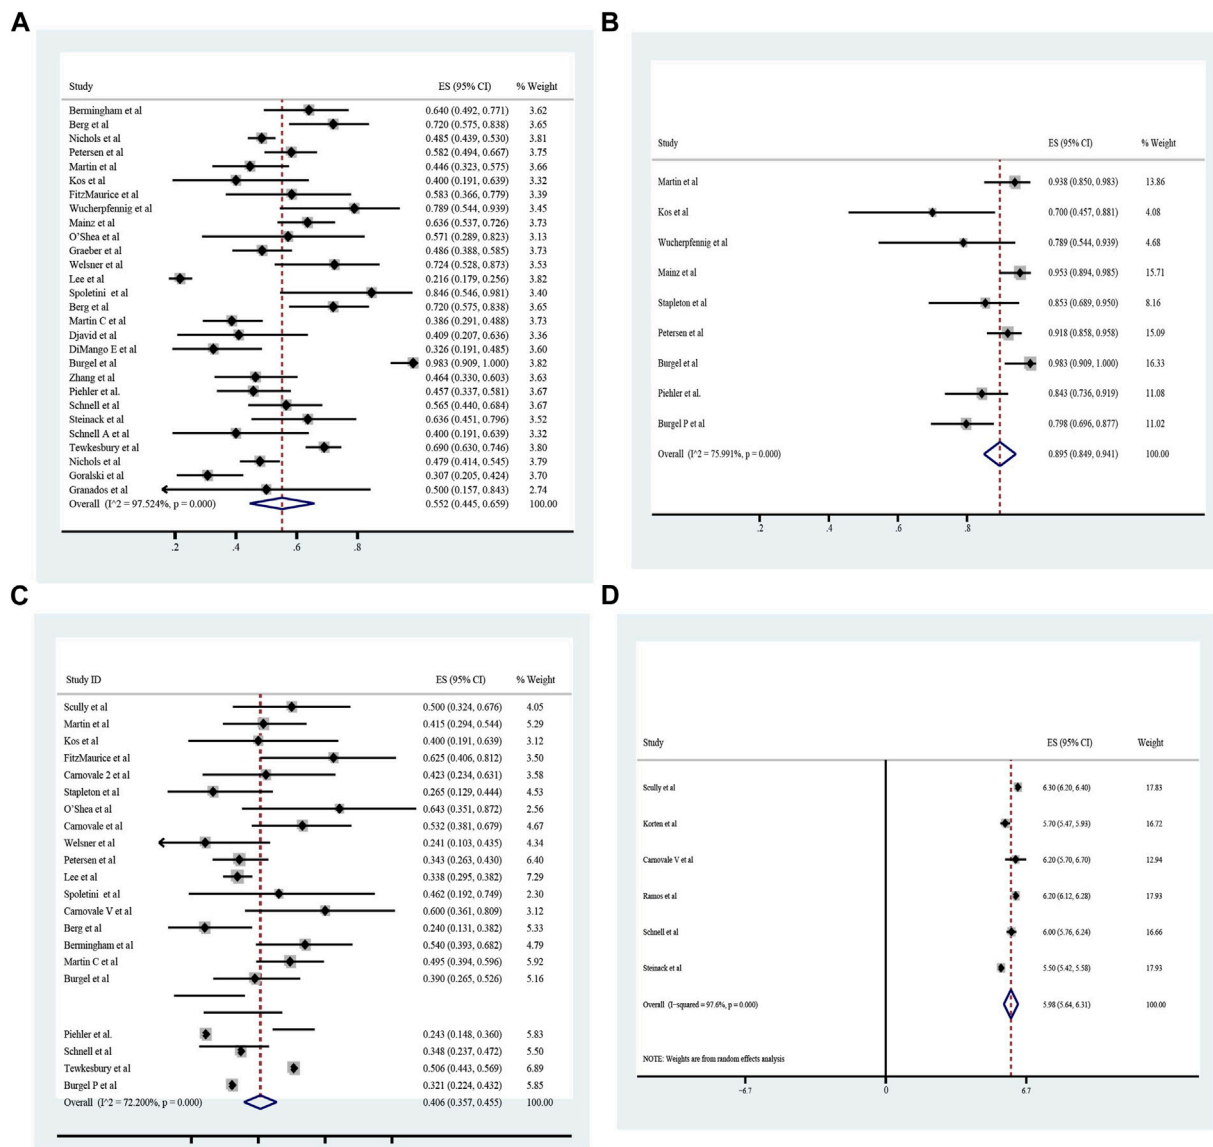 A
Study ES (95% CI) % Weight
Bermingham et al 0.640 (0.492, 0.771) 3.62
Berg et al 0.720 (0.575, 0.838) 3.65
Nichols et al 0.485 (0.439, 0.530) 3.81
Petersen et al 0.582 (0.494, 0.667) 3.75
Martin et al 0.446 (0.323, 0.575) 3.66
Kos et al 0.400 (0.191, 0.639) 3.32
FitzMaurice et al 0.583 (0.366, 0.779) 3.39
Wucherpfennig et al 0.789 (0.544, 0.939) 3.45
Mainz et al 0.636 (0.537, 0.726) 3.73
O'Shea et al 0.571 (0.289, 0.823) 3.13
Graeber et al 0.486 (0.388, 0.585) 3.73
Welsner et al 0.724 (0.528, 0.873) 3.53
Lee et al 0.216 (0.179, 0.256) 3.82
Spoletini et al 0.846 (0.546, 0.981) 3.40
Berg et al 0.720 (0.575, 0.838) 3.65
Martin C et al 0.386 (0.291, 0.488) 3.73
Djavid et al 0.409 (0.207, 0.636) 3.36
DiMango E et al 0.326 (0.191, 0.485) 3.60
Burgel et al 0.983 (0.909, 1.000) 3.82
Zhang et al 0.464 (0.330, 0.603) 3.63
Piehler et al. 0.457 (0.337, 0.581) 3.67
Schnell et al 0.565 (0.440, 0.684) 3.67
Steinack et al 0.636 (0.451, 0.796) 3.52
Schnell A et al 0.400 (0.191, 0.639) 3.32
Tewkesbury et al 0.690 (0.630, 0.746) 3.80
Nichols et al 0.479 (0.414, 0.545) 3.79
Goralski et al 0.307 (0.205, 0.424) 3.70
Granados et al 0.500 (0.157, 0.843) 2.74
Overall (I^2 = 97.524%, p = 0.000) 0.552 (0.445, 0.659) 100.00
.2 .4 .6 .8
B
Study ES (95% CI) % Weight
Martin et al 0.938 (0.850, 0.983) 13.86
Kos et al 0.700 (0.457, 0.881) 4.08
Wucherpfennig et al 0.789 (0.544, 0.939) 4.68
Mainz et al 0.953 (0.894, 0.985) 15.71
Stapleton et al 0.853 (0.689, 0.950) 8.16
Petersen et al 0.918 (0.858, 0.958) 15.09
Burgel et al 0.983 (0.909, 1.000) 16.33
Piehler et al. 0.843 (0.736, 0.919) 11.08
Burgel P et al 0.798 (0.696, 0.877) 11.02
Overall (I^2 = 75.991%, p = 0.000) 0.895 (0.849, 0.941) 100.00
.2 .4 .6 .8
C
Study ID ES (95% CI) % Weight
Scully et al 0.500 (0.324, 0.676) 4.05
Martin et al 0.415 (0.294, 0.544) 5.29
Kos et al 0.400 (0.191, 0.639) 3.12
FitzMaurice et al 0.625 (0.406, 0.812) 3.50
Carnovale 2 et al 0.423 (0.234, 0.631) 3.58
Stapleton et al 0.265 (0.129, 0.444) 4.53
O'Shea et al 0.643 (0.351, 0.872) 2.56
Carnovale et al 0.532 (0.381, 0.679) 4.67
Welsner et al 0.241 (0.103, 0.435) 4.34
Petersen et al 0.343 (0.263, 0.430) 6.40
Lee et al 0.338 (0.295, 0.382) 7.29
Spoletini et al 0.462 (0.192, 0.749) 2.30
Carnovale V et al 0.600 (0.361, 0.809) 3.12
Berg et al 0.240 (0.131, 0.382) 5.33
Bermingham et al 0.540 (0.393, 0.682) 4.79
Martin C et al 0.495 (0.394, 0.596) 5.92
Burgel et al 0.390 (0.265, 0.526) 5.16
Piehler et al. 0.243 (0.148, 0.360) 5.83
Schnell et al 0.348 (0.237, 0.472) 5.50
Tewkesbury et al 0.506 (0.443, 0.569) 6.89
Burgel P et al 0.321 (0.224, 0.432) 5.85
Overall (I^2 = 72.200%, p = 0.000) 0.406 (0.357, 0.455) 100.00
D
Study ES (95% CI) Weight
Scully et al 6.30 (6.20, 6.40) 17.83
Korten et al 5.70 (5.47, 5.93) 16.72
Carnovale V et al 6.20 (5.70, 6.70) 12.94
Ramos et al 6.20 (6.12, 6.28) 17.93
Schnell et al 6.00 (5.76, 6.24) 16.66
Steinack et al 5.50 (5.42, 5.58) 17.93
Overall (I-squared = 97.6%, p = 0.000) 5.98 (5.64, 6.31) 100.00
NOTE: Weights are from random effects analysis
-6.7 0 6.7